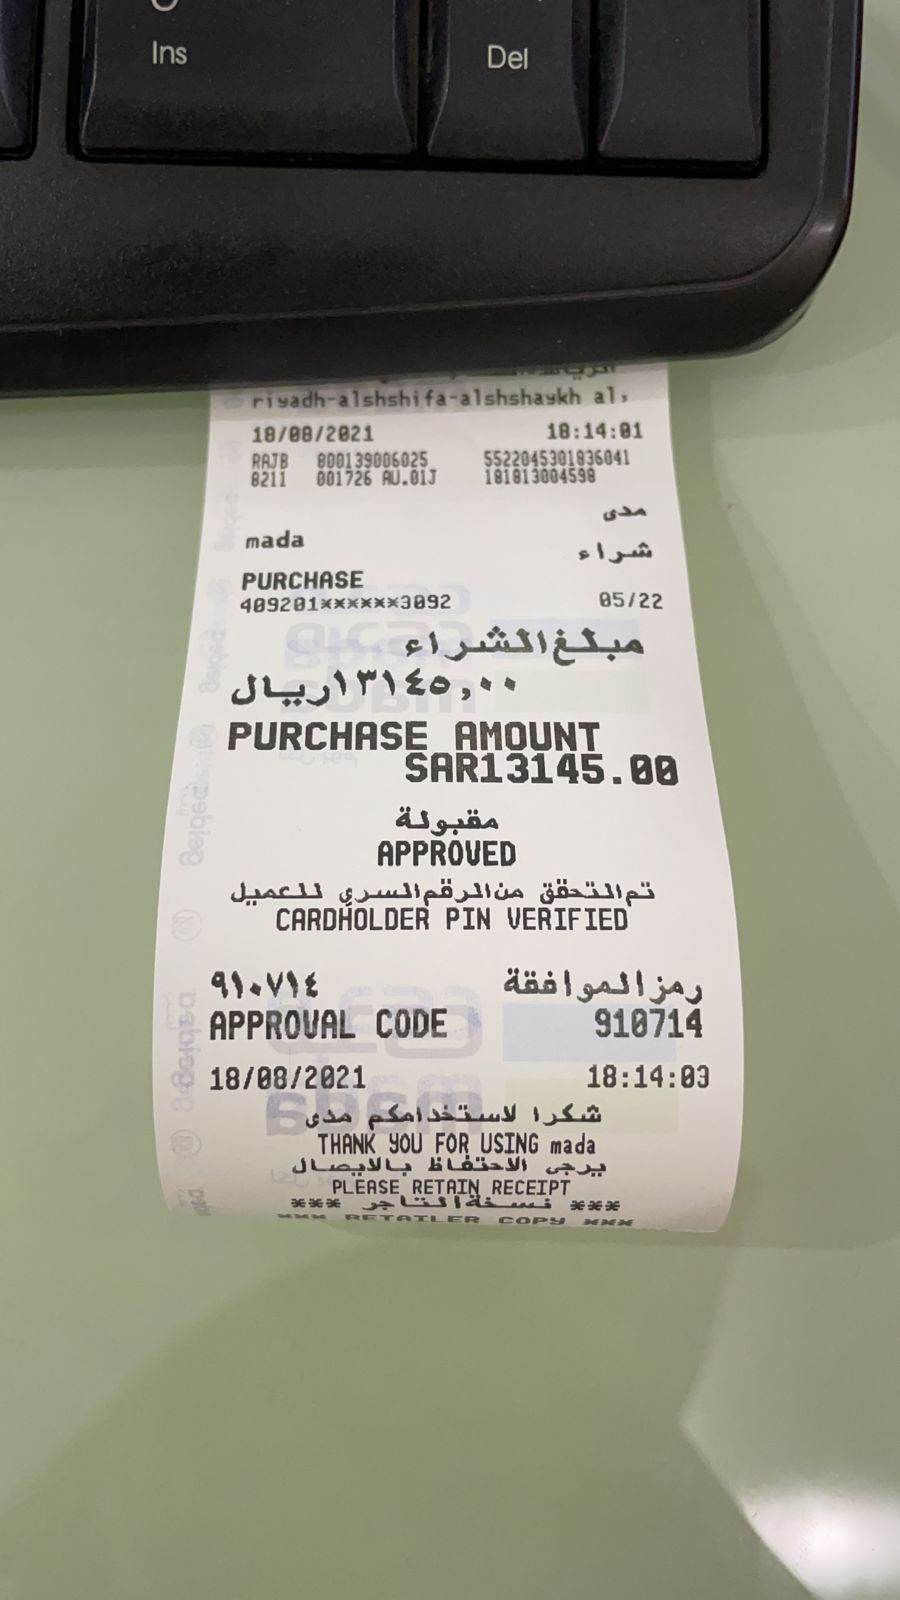 Ins
Del
riyadh-alshshifa-alshshaykh al,
18/08/2021 18:14:01
RAJB 800139006025 5522045301836041
8211 001726 AU.01J 181813004598
مدى
mada
شراء
PURCHASE
409201******3092 05/22
مبلغ الشراء
١٣١٤٥,٠٠ ريال
PURCHASE AMOUNT
SAR13145.00
مقبولة
APPROVED
تم التحقق من الرقم السري للعميل
CARDHOLDER PIN VERIFIED
رمز الموافقة ٩١٠٧١٤
APPROVAL CODE 910714
18/08/2021 18:14:03
شكرا لاستخدامكم مدى
THANK YOU FOR USING mada
يرجى الاحتفاظ بالايصال
PLEASE RETAIN RECEIPT
*** نسخة التاجر ***
*** RETAILER COPY ***